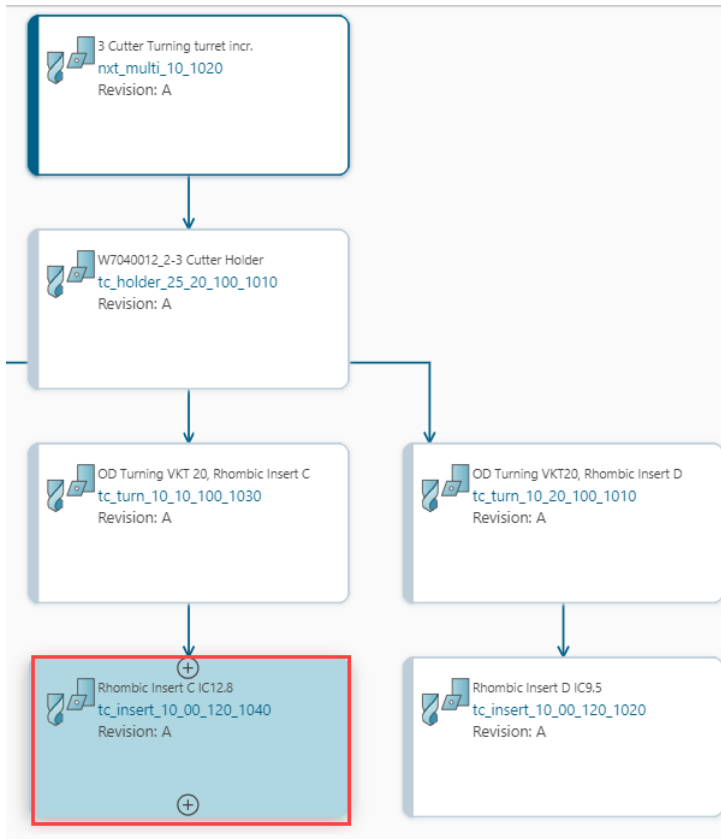 3 Cutter Turning turret incr.
nxt_multi_10_1020
Revision: A
W7040012_2-3 Cutter Holder
tc_holder_25_20_100_1010
Revision: A
OD Turning VKT 20, Rhombic Insert C
tc_turn_10_10_100_1030
Revision: A
OD Turning VKT20, Rhombic Insert D
tc_turn_10_20_100_1010
Revision: A
Rhombic Insert C IC12.8
tc_insert_10_00_120_1040
Revision: A
Rhombic Insert D IC9.5
tc_insert_10_00_120_1020
Revision: A